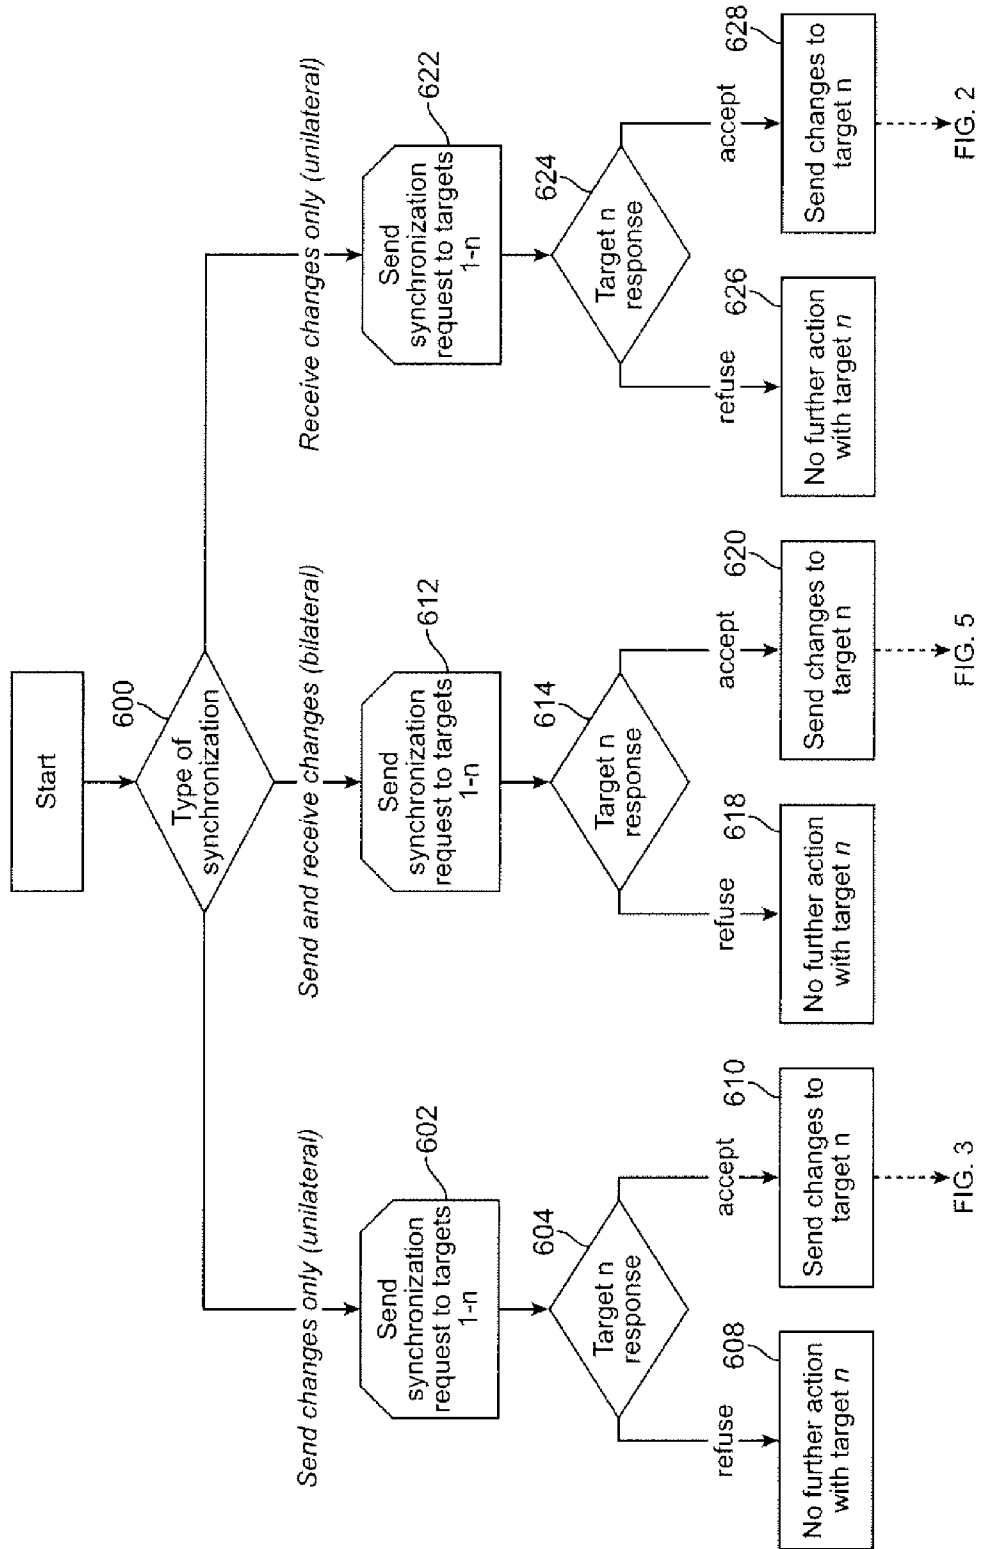 Start
600
Type of
synchronization
Send changes only (unilateral)
Send and receive changes (bilateral)
Receive changes only (unilateral)
Send
synchronization
request to targets
1-n
602
Send
synchronization
request to targets
1-n
612
Send
synchronization
request to targets
1-n
622
Target n
response
604
Target n
response
614
Target n
response
624
refuse
accept
refuse
accept
refuse
accept
No further action
with target n
608
Send changes to
target n
610
No further action
with target n
618
Send changes to
target n
620
No further action
with target n
626
Send changes to
target n
628
FIG. 3
FIG. 5
FIG. 2